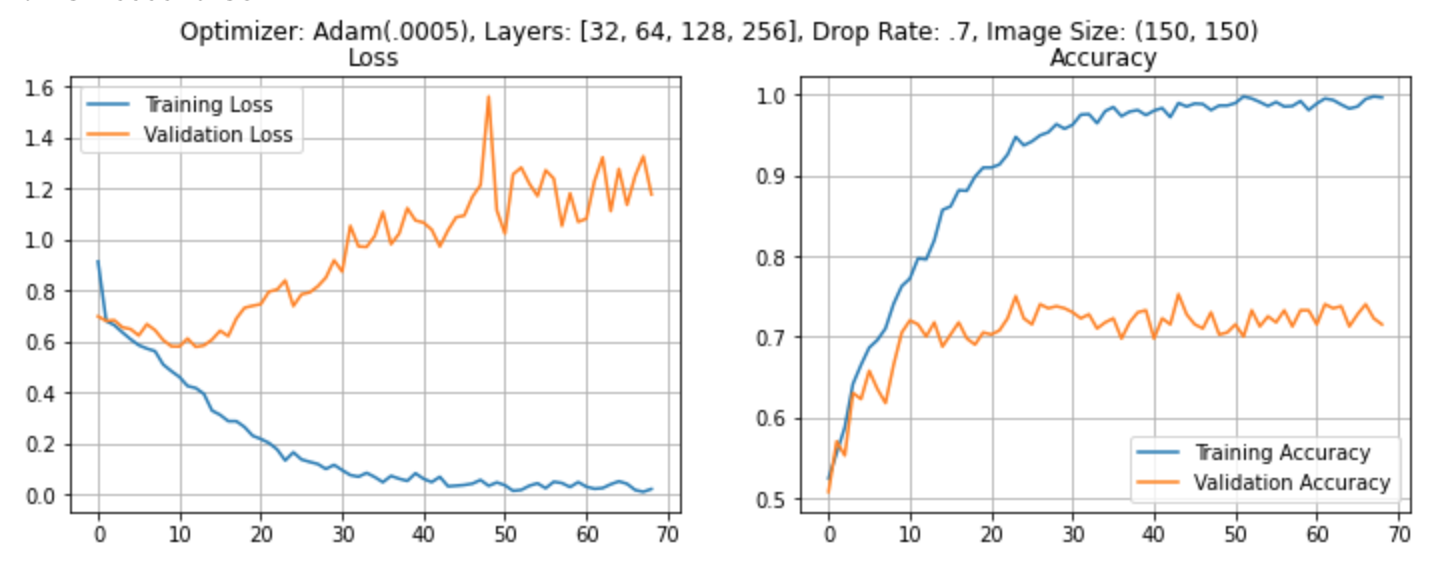 Optimizer: Adam(.0005), Layers: [32, 64, 128, 256], Drop Rate: .7, Image Size: (150, 150)
Loss
1.6
1.4
1.2
1.0
0.8
0.6
0.4
0.2
0.0
Training Loss
Validation Loss
0 10 20 30 40 50 60 70
Accuracy
1.0
0.9
0.8
0.7
0.6
0.5
Training Accuracy
Validation Accuracy
0 10 20 30 40 50 60 70